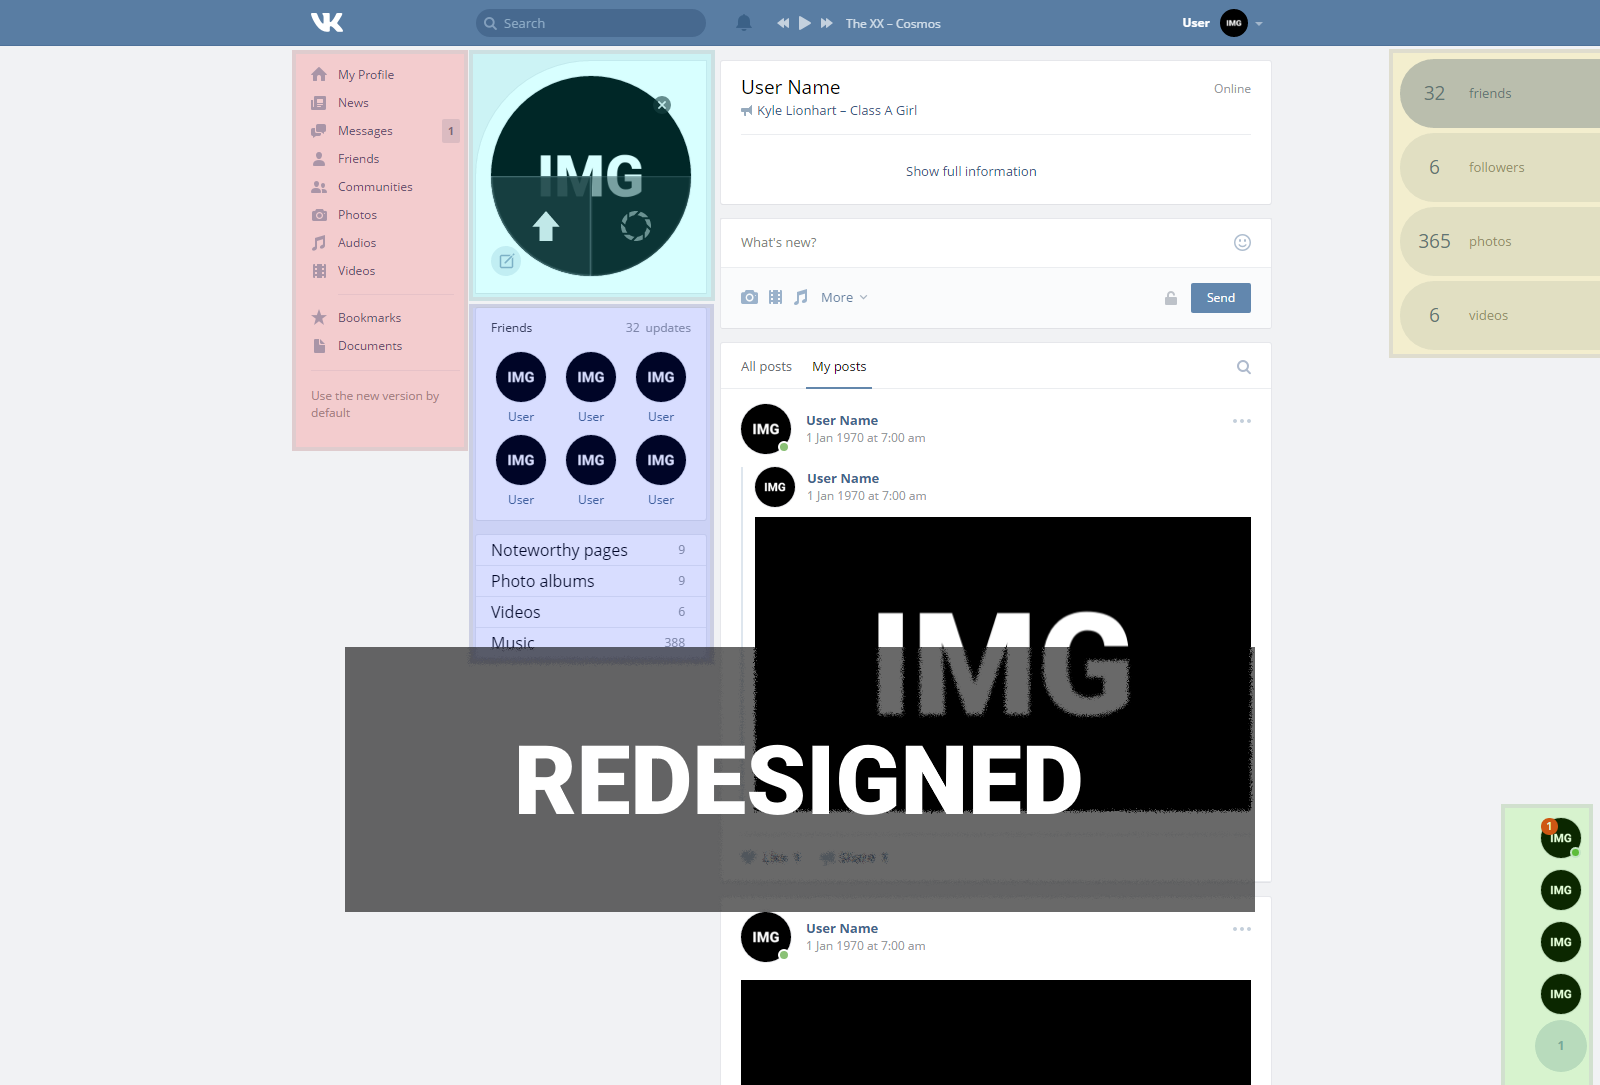 VK
Search
The XX – Cosmos
User
IMG
My Profile
News
Messages
1
Friends
Communities
Photos
Audios
Videos
Bookmarks
Documents
Use the new version by
default
IMG
Friends
32 updates
IMG
IMG
IMG
User
User
User
IMG
IMG
IMG
User
User
User
Noteworthy pages
9
Photo albums
9
Videos
6
Music
388
User Name
Online
Kyle Lionhart – Class A Girl
Show full information
What's new?
More
Send
All posts
My posts
IMG
User Name
1 Jan 1970 at 7:00 am
IMG
User Name
1 Jan 1970 at 7:00 am
IMG
REDESIGNED
Like 1
Share 1
IMG
User Name
1 Jan 1970 at 7:00 am
32 friends
6 followers
365 photos
6 videos
1
IMG
IMG
IMG
IMG
1